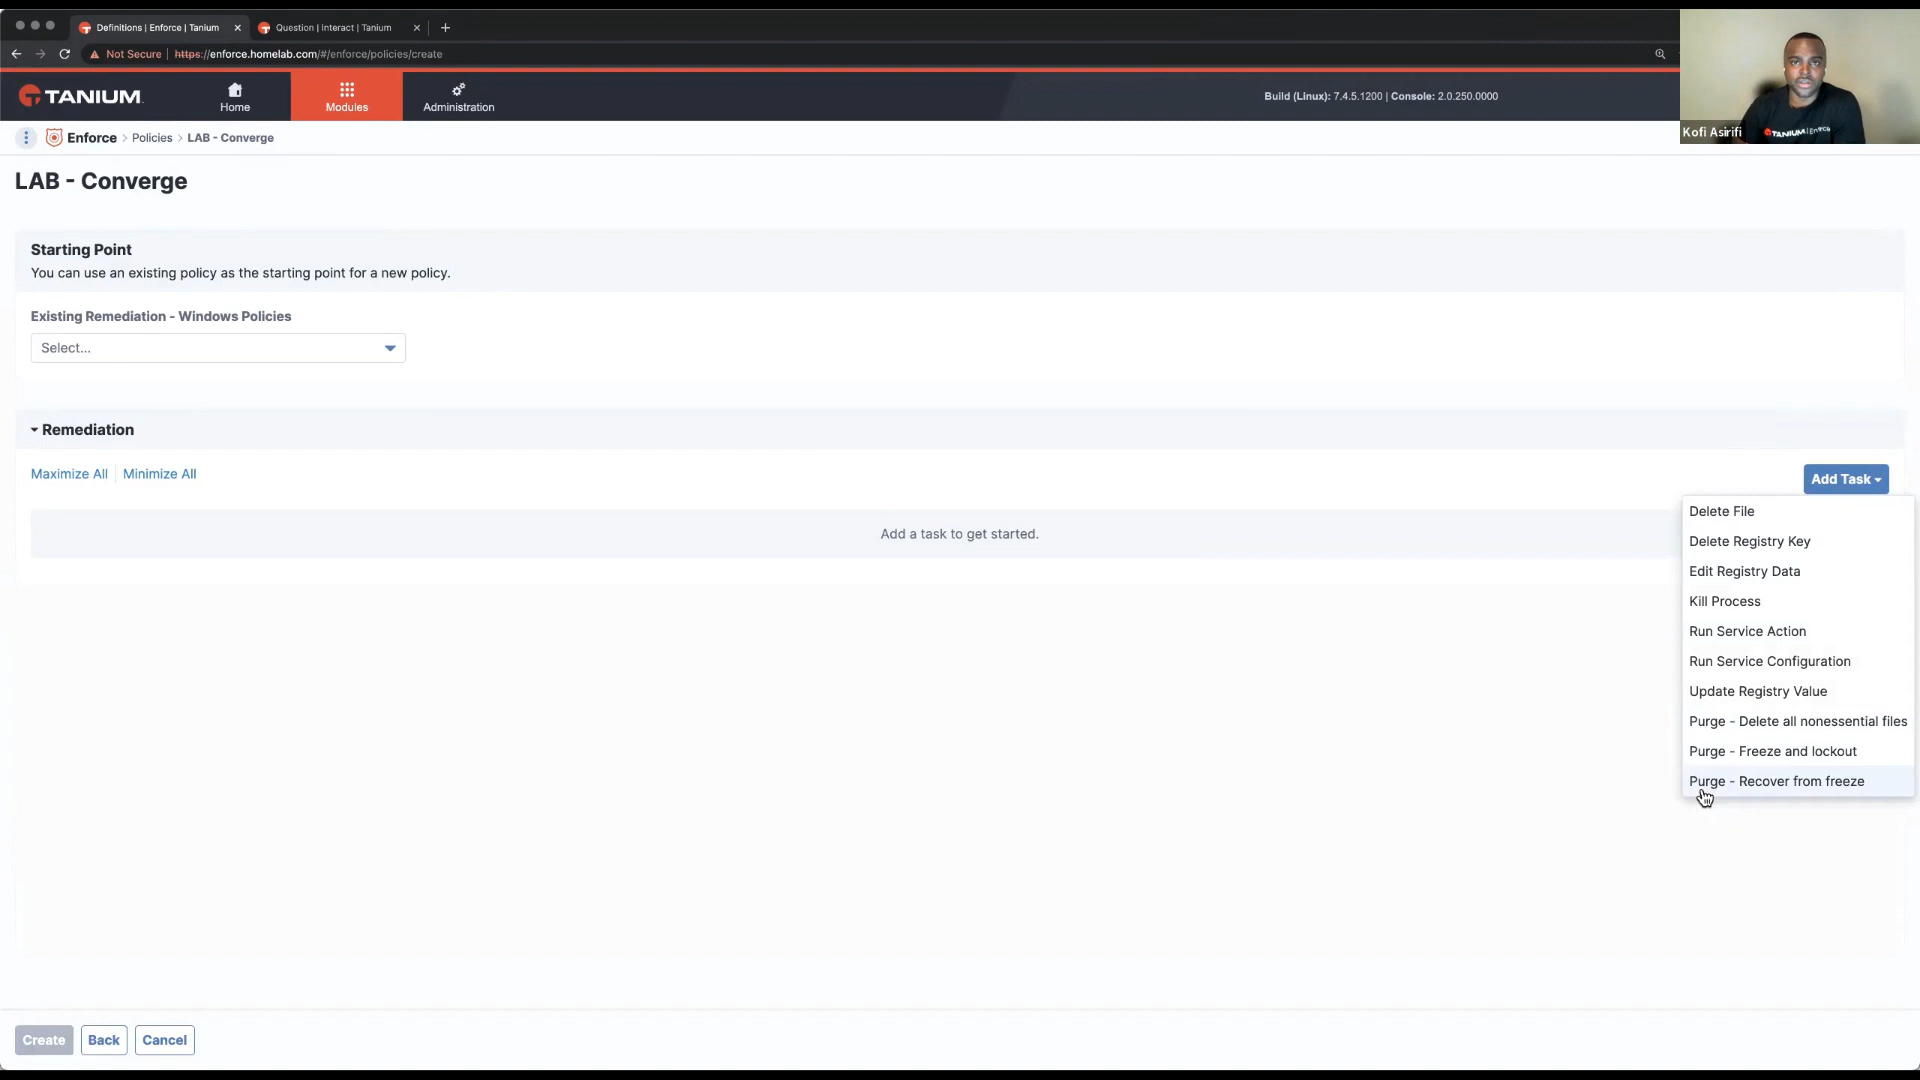 Definitions | Enforce | Tanium
Question | Interact | Tanium
Not Secure
https://enforce.homelab.com/#/enforce/policies/create
TANIUM
Home
Modules
Administration
Build (Linux): 7.4.5.1200 | Console: 2.0.250.0000
Kofi Asirifi
TANIUM | Enforce
Enforce > Policies > LAB - Converge
LAB - Converge
Starting Point
You can use an existing policy as the starting point for a new policy.
Existing Remediation - Windows Policies
Select...
Remediation
Maximize All
Minimize All
Add Task
Add a task to get started.
Delete File
Delete Registry Key
Edit Registry Data
Kill Process
Run Service Action
Run Service Configuration
Update Registry Value
Purge - Delete all nonessential files
Purge - Freeze and lockout
Purge - Recover from freeze
Create
Back
Cancel